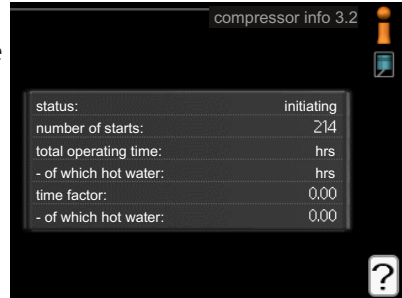 compressor info 3.2
e
status: initiating
number of starts: 214
total operating time: hrs
- of which hot water: hrs
time factor: 0.00
- of which hot water: 0.00
?